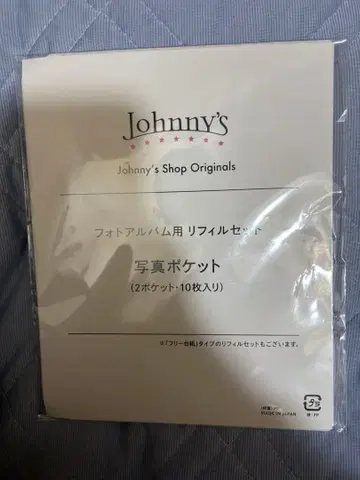 Johnny's
Johnny's Shop Originals
フォトアルバム用 リフィルセット
写真ポケット
(2ポケット・10枚入り)
※「フリー台紙」タイプのリフィルセットもございます。
MADE IN JAPAN
プラ